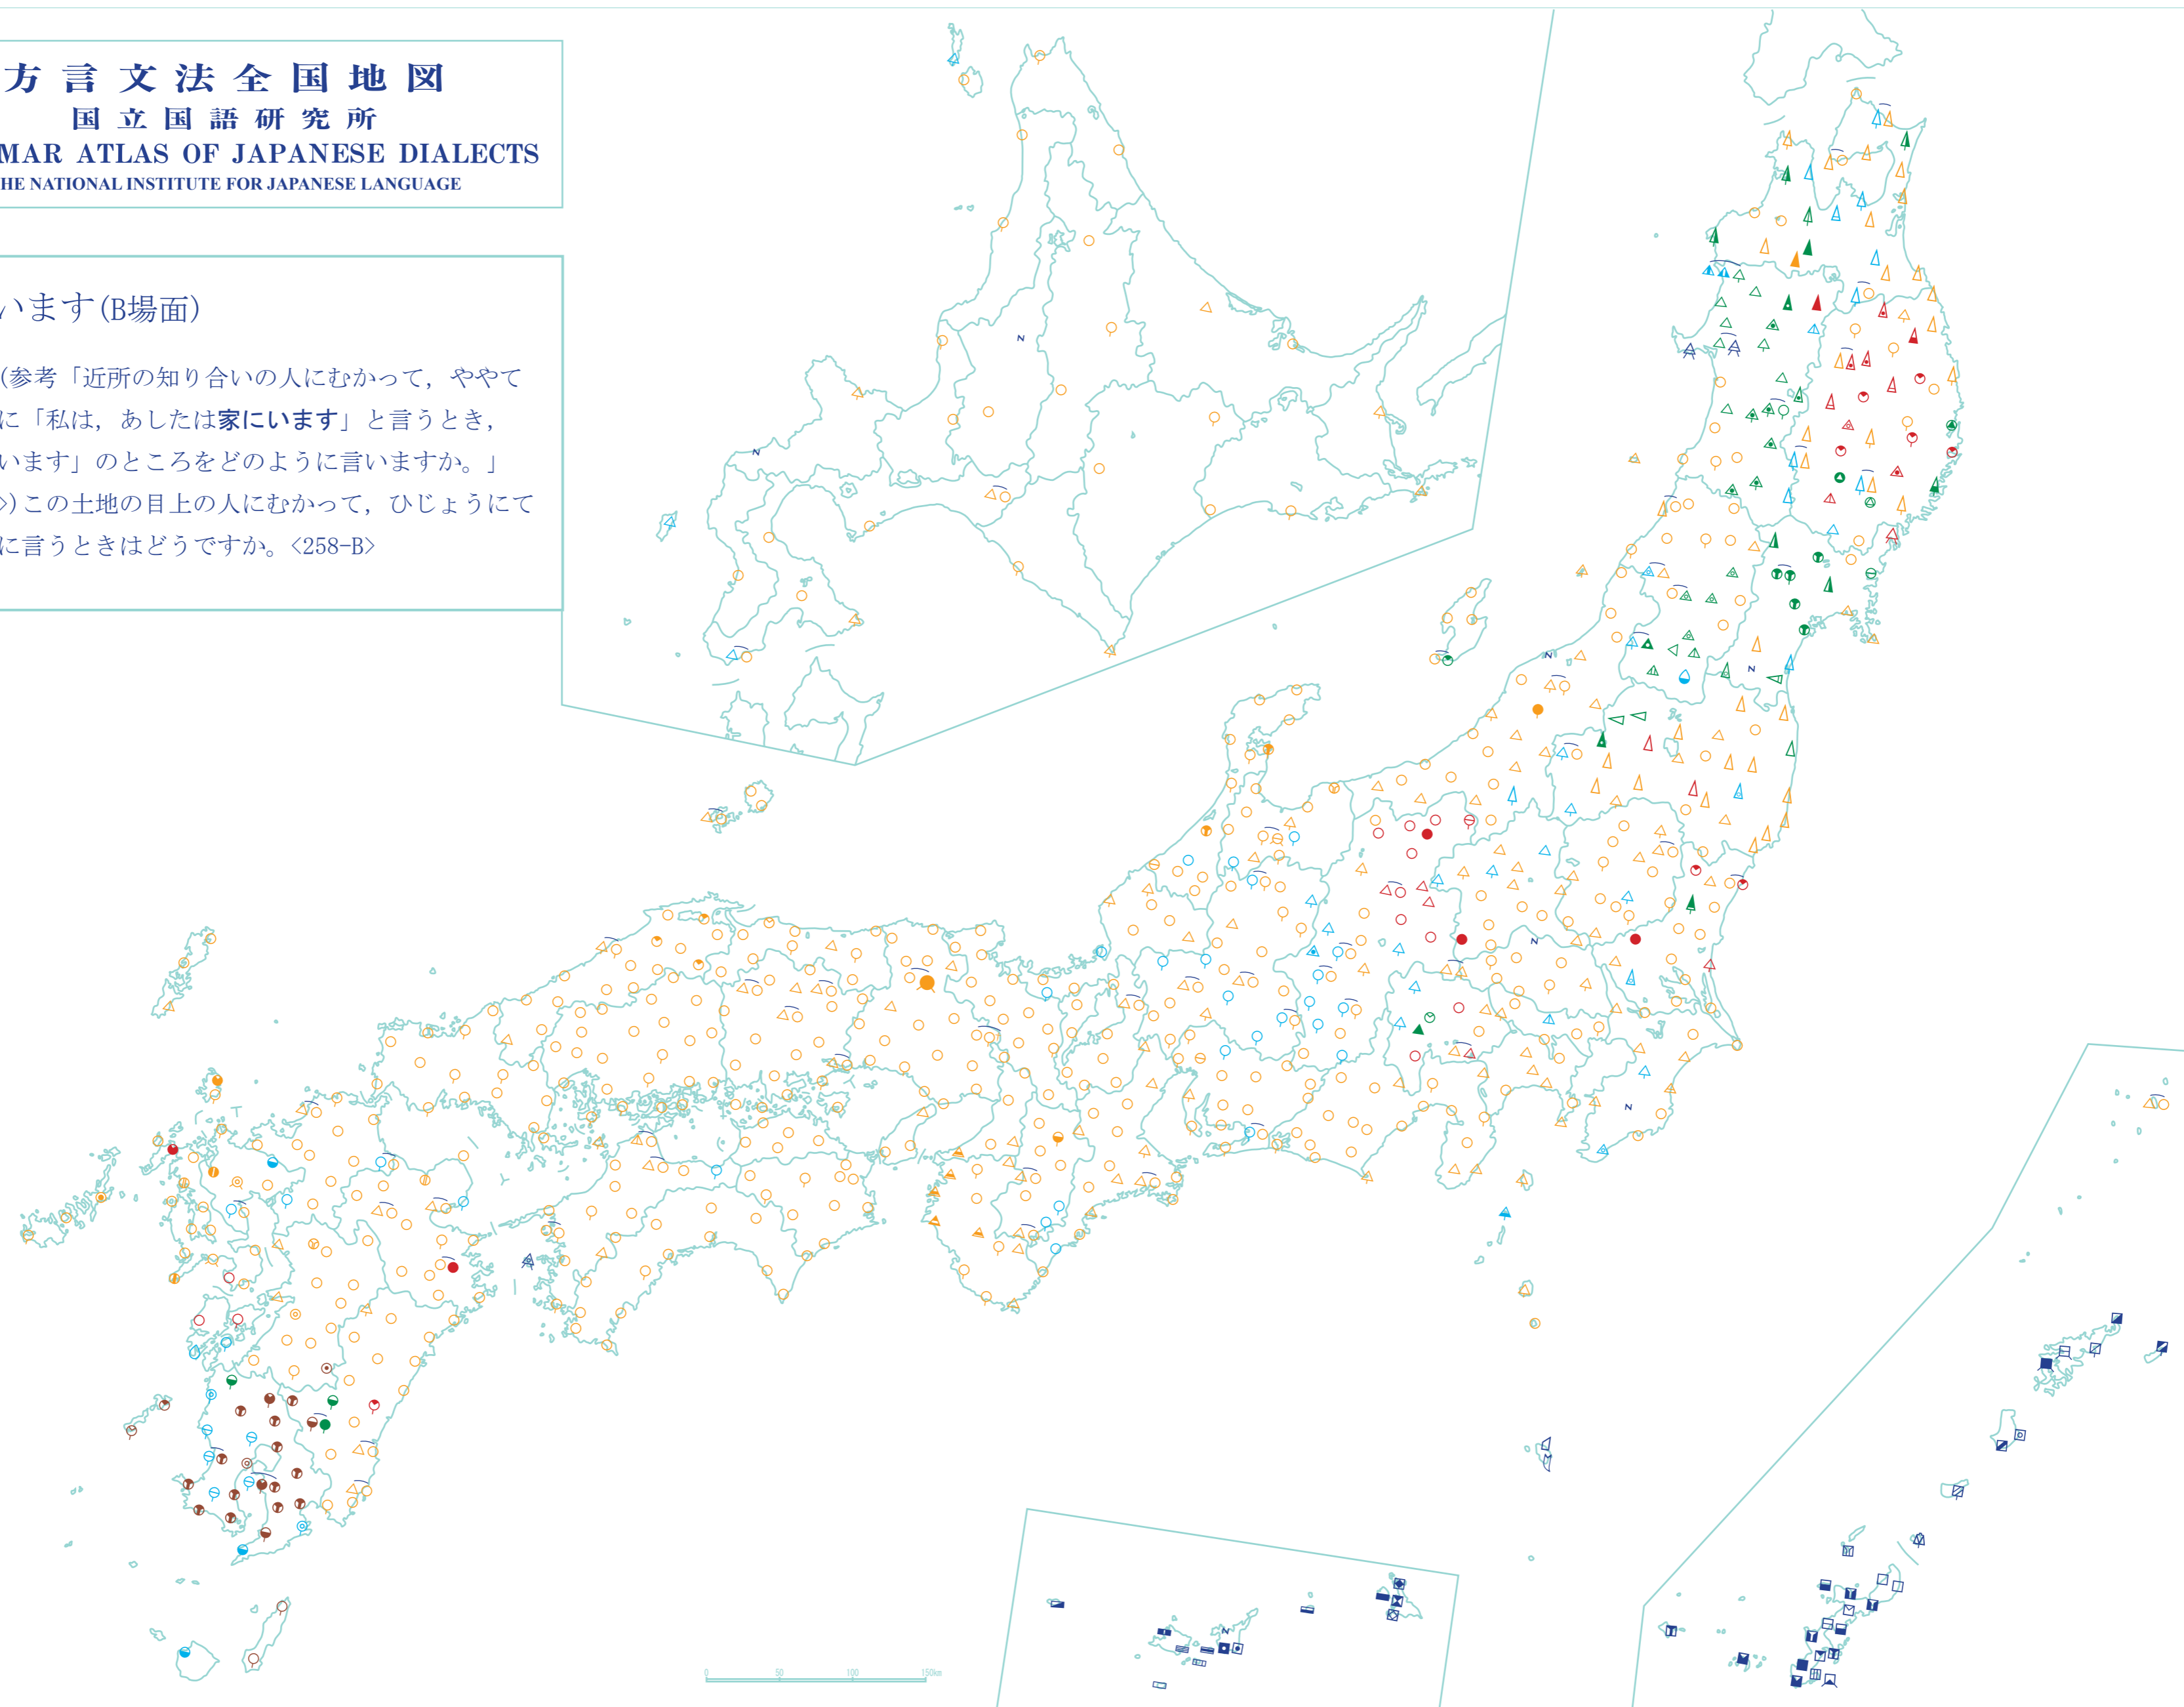 方言文法全国地図
国立国語研究所
MAR ATLAS OF JAPANESE DIALECTS
HE NATIONAL INSTITUTE FOR JAPANESE LANGUAGE
います(B場面)
(参考「近所の知り合いの人にむかって，ややて
に「私は，あしたは家にいます」と言うとき，
います」のところをどのように言いますか。」
>)この土地の目上の人にむかって，ひじょうにて
に言うときはどうですか。<258-B>
N
N
N
N
N
N
N
0 50 100 150km